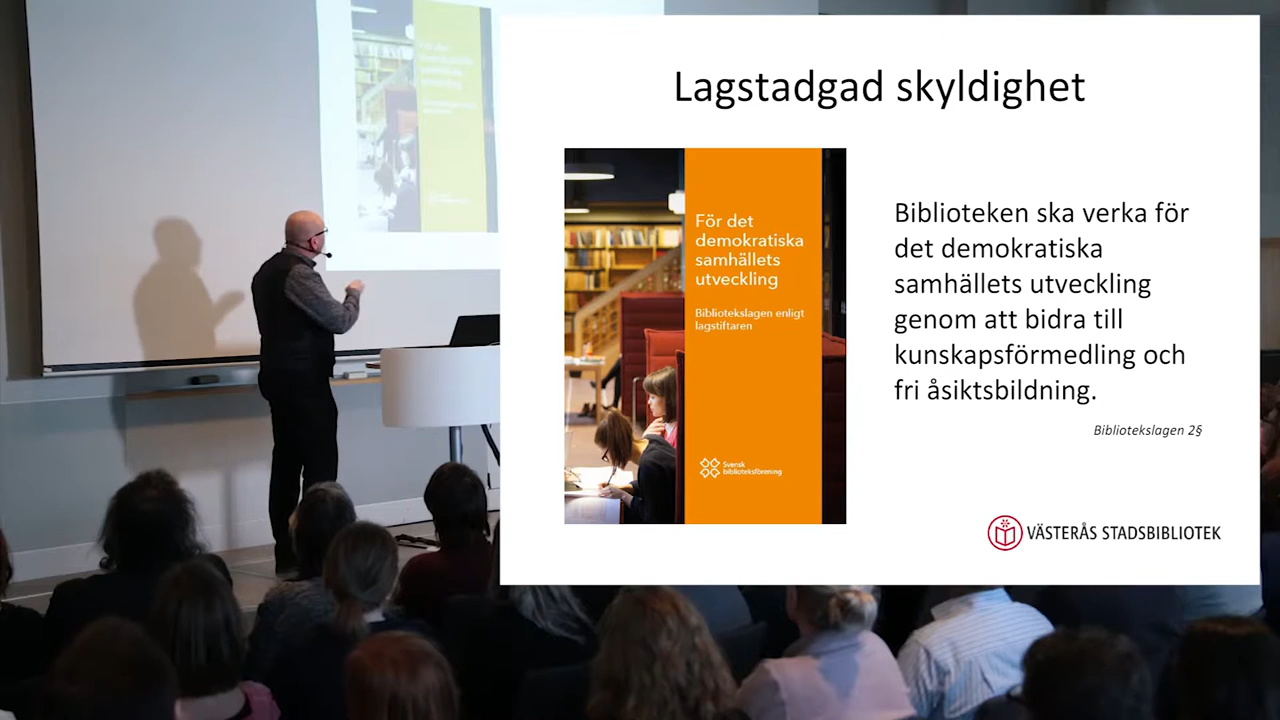 Lagstadgad skyldighet
För det
demokratiska
samhällets
utveckling
Bibliotekslagen enligt
lagstiftaren
Svensk
biblioteksförening
Biblioteken ska verka för
det demokratiska
samhällets utveckling
genom att bidra till
kunskapsförmedling och
fri åsiktsbildning.
Bibliotekslagen 2§
VÄSTERÅS STADSBIBLIOTEK